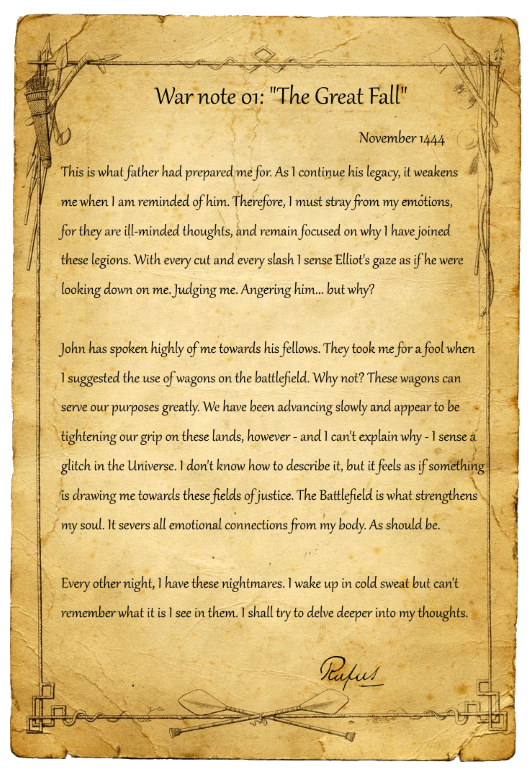 War note 01: "The Great Fall"
November 1444
This is what father had prepared me for. As I continue his legacy, it weakens
me when I am reminded of him. Therefore, I must stray from my emotions,
for they are ill-minded thoughts, and remain focused on why I have joined
these legions. With every cut and every slash I sense Elliot's gaze as if he were
looking down on me. Judging me. Angering him... but why?
John has spoken highly of me towards his fellows. They took me for a fool when
I suggested the use of wagons on the battlefield. Why not? These wagons can
serve our purposes greatly. We have been advancing slowly and appear to be
tightening our grip on these lands, however - and I can't explain why - I sense a
glitch in the Universe. I don't know how to describe it, but it feels as if something
is drawing me towards these fields of justice. The Battlefield is what strengthens
my soul. It severs all emotional connections from my body. As should be.
Every other night, I have these nightmares. I wake up in cold sweat but can't
remember what it is I see in them. I shall try to delve deeper into my thoughts.
Rufus